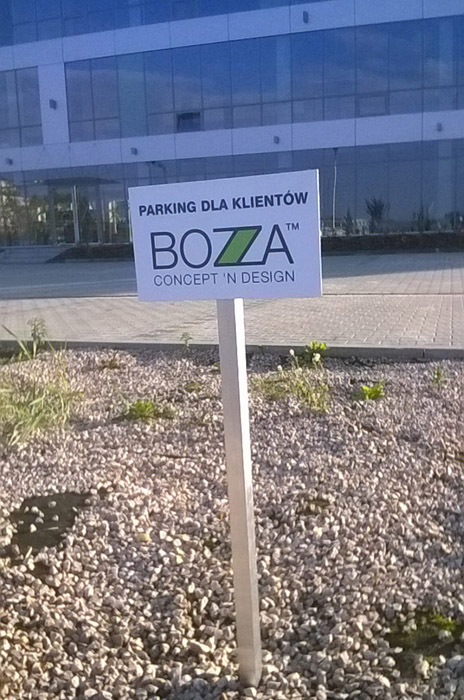 PARKING DLA KLIENTÓW
BOZZA™
CONCEPT 'N DESIGN